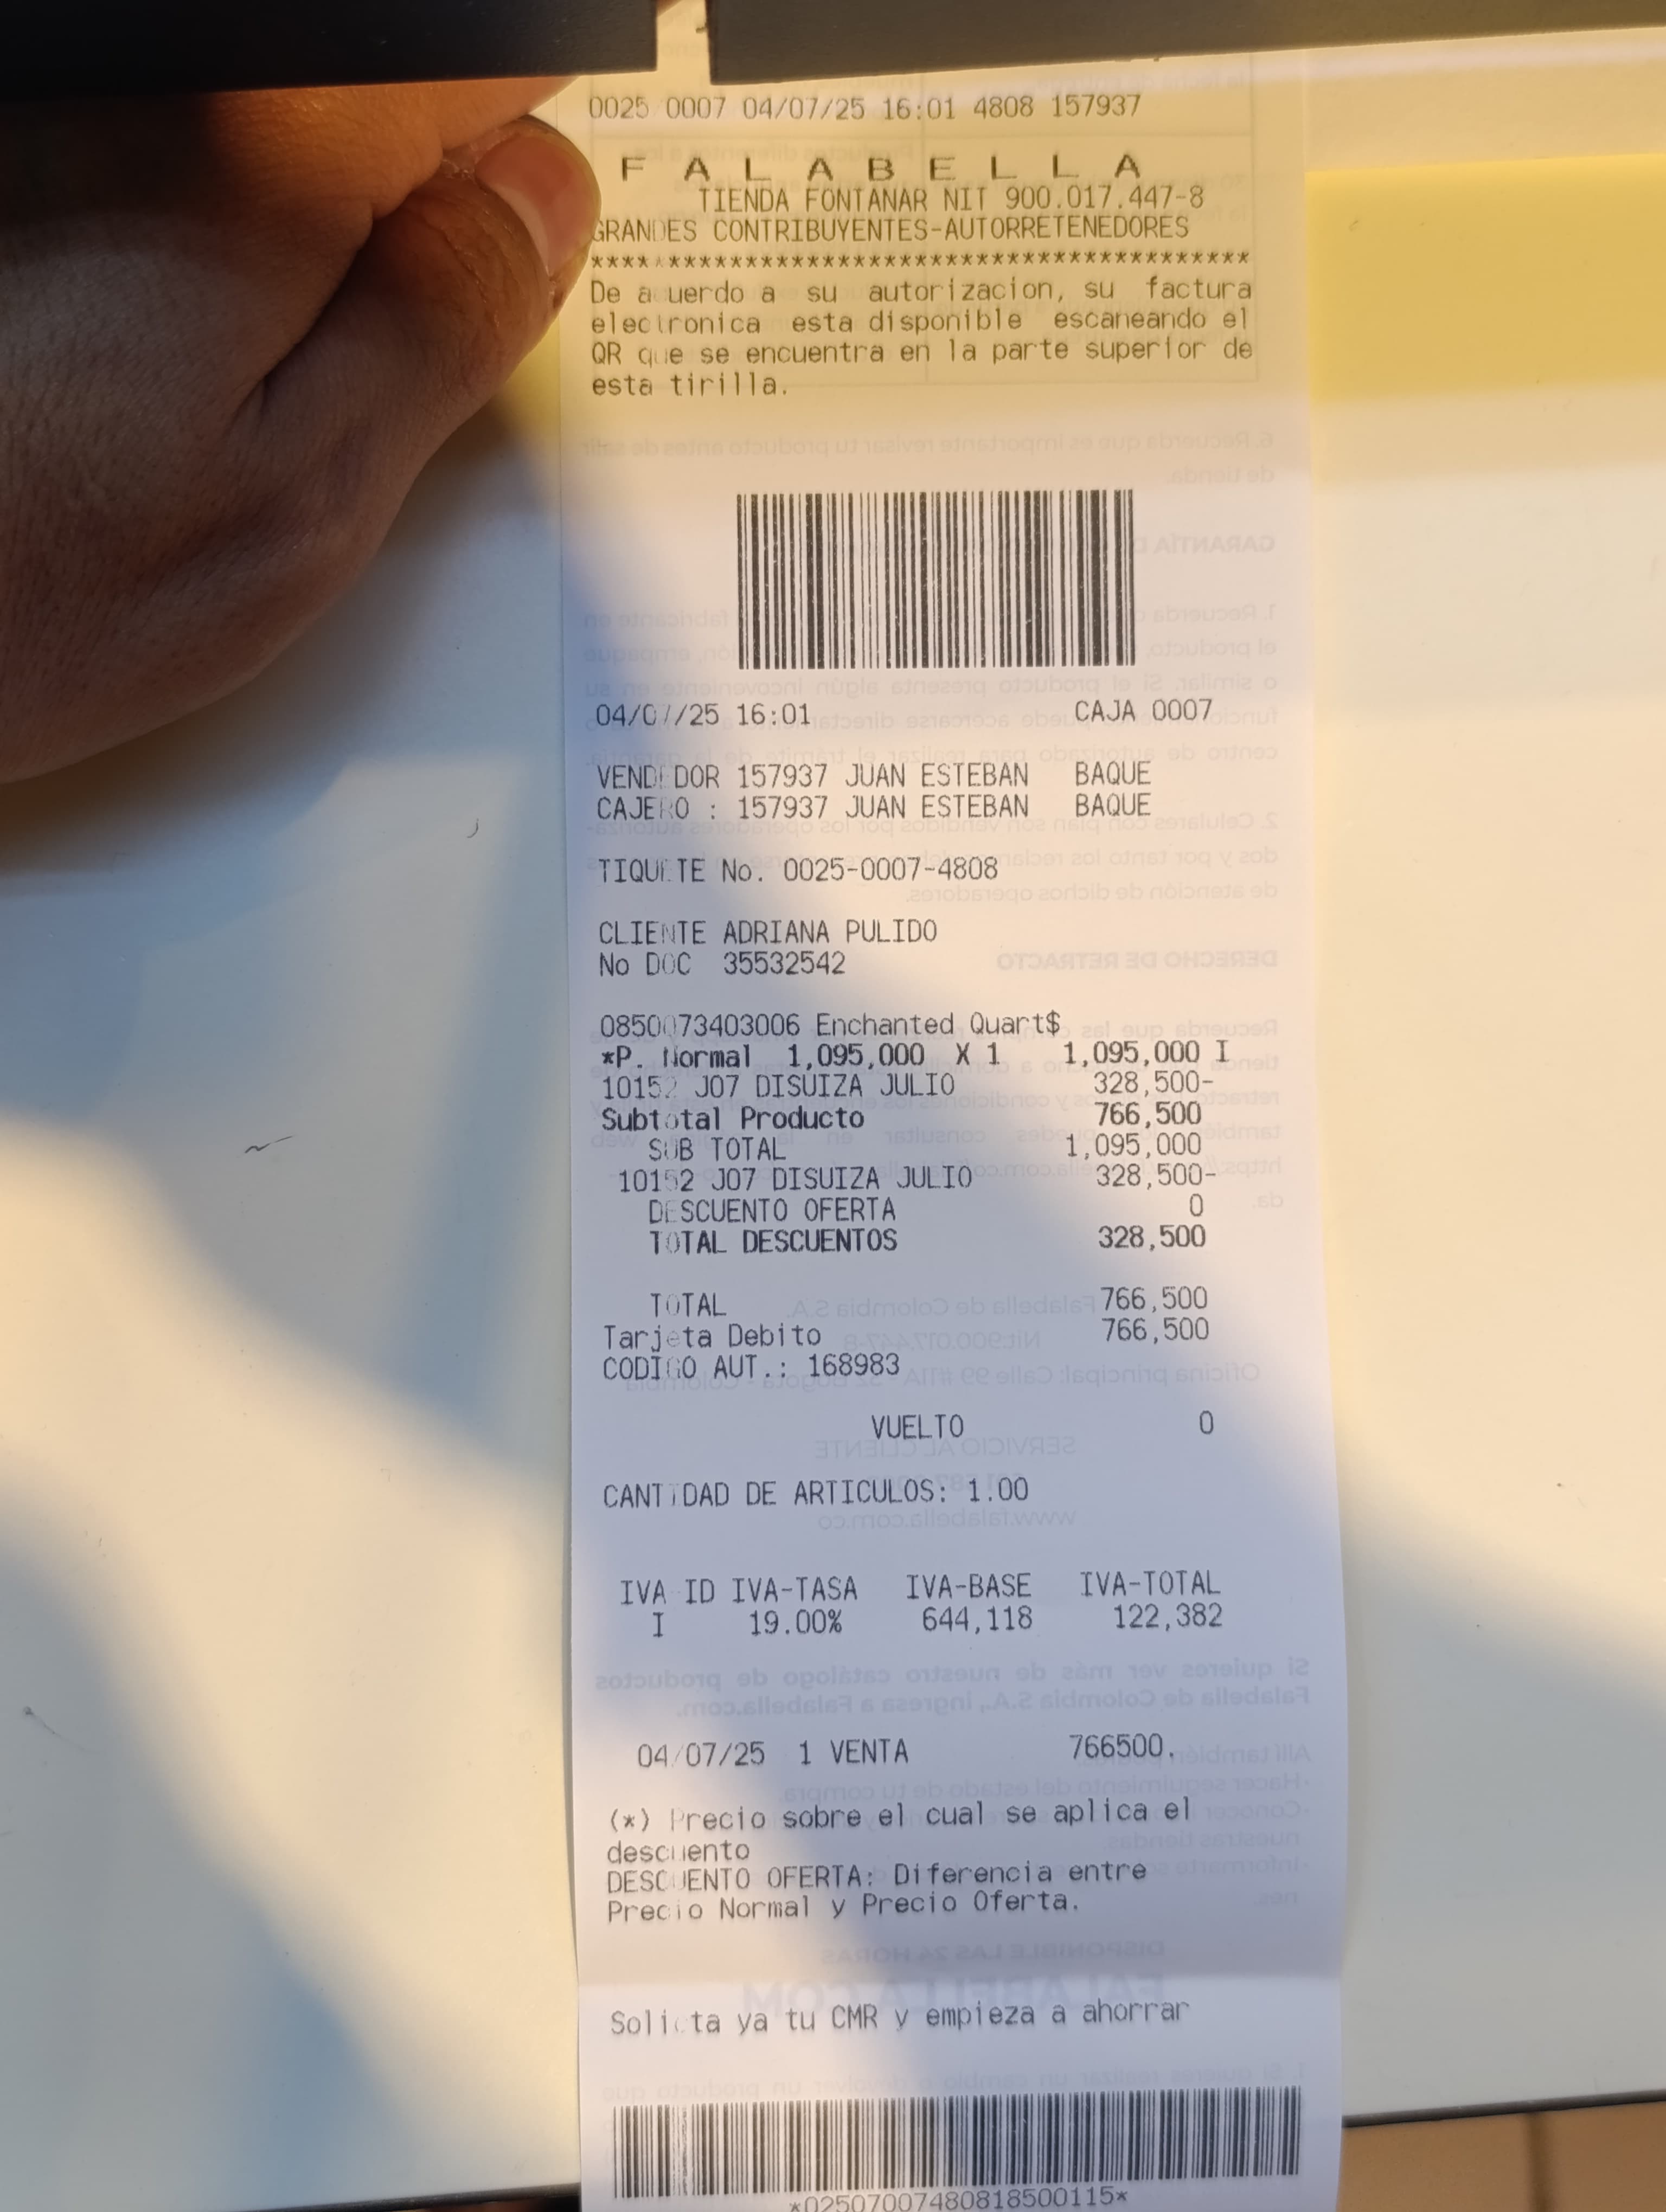 0025 0007 04/07/25 16:01 4808 157937
F A L A B E L L A
TIENDA FONTANAR NIT 900.017.447-8
GRANDES CONTRIBUYENTES-AUTORRETENEDORES
*******************************************
De acuerdo a su autorizacion, su factura
electronica esta disponible escaneando el
QR que se encuentra en la parte superior de
esta tirilla.
04/07/25 16:01 CAJA 0007
VENDEDOR 157937 JUAN ESTEBAN BAQUE
CAJERO : 157937 JUAN ESTEBAN BAQUE
TIQUETE No. 0025-0007-4808
CLIENTE ADRIANA PULIDO
No DOC 35532542
0850073403006 Enchanted Quart$
*P. Normal 1,095,000 X 1 1,095,000 I
10152 J07 DISUIZA JULIO 328,500-
Subtotal Producto 766,500
SUB TOTAL 1,095,000
10152 J07 DISUIZA JULIO 328,500-
DESCUENTO OFERTA 0
TOTAL DESCUENTOS 328,500
TOTAL 766,500
Tarjeta Debito 766,500
CODIGO AUT.: 168983
VUELTO 0
CANTIDAD DE ARTICULOS: 1.00
IVA ID IVA-TASA IVA-BASE IVA-TOTAL
I 19.00% 644,118 122,382
04/07/25 1 VENTA 766500.
(*) Precio sobre el cual se aplica el
descuento
DESCUENTO OFERTA: Diferencia entre
Precio Normal y Precio Oferta.
Solicita ya tu CMR y empieza a ahorrar
*02507007480818500115*